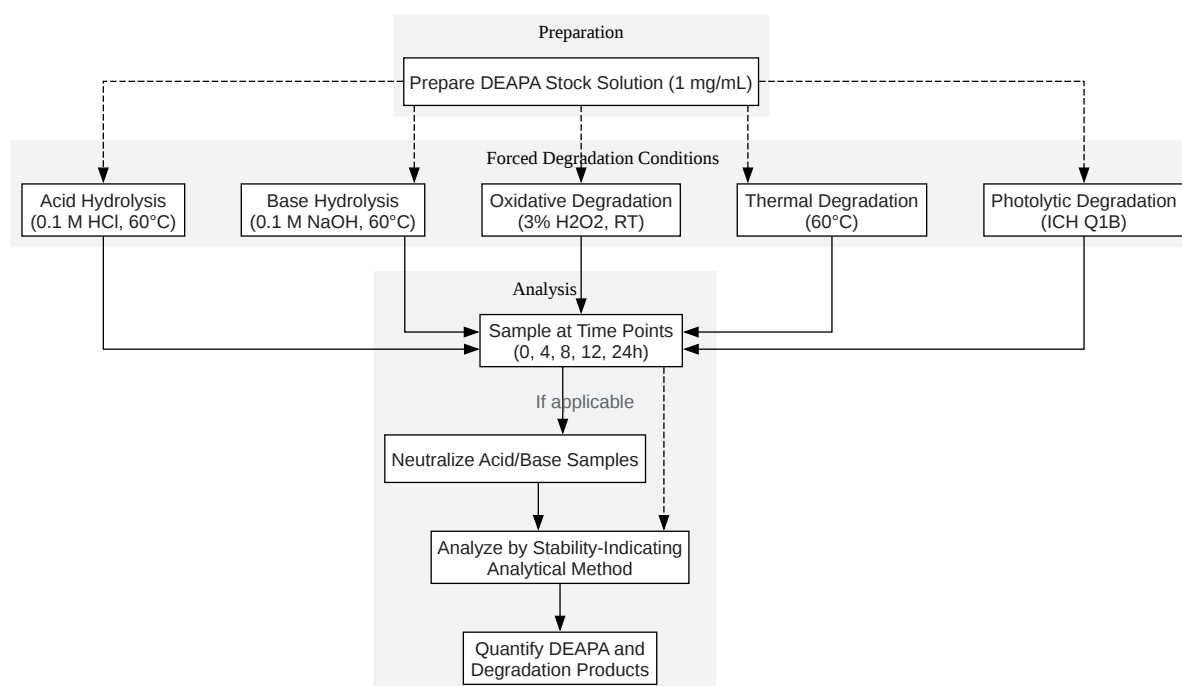 Preparation
Prepare DEAPA Stock Solution (1 mg/mL)
Forced Degradation Conditions
Acid Hydrolysis
(0.1 M HCl, 60°C)
Base Hydrolysis
(0.1 M NaOH, 60°C)
Oxidative Degradation
(3% H2O2, RT)
Thermal Degradation
(60°C)
Photolytic Degradation
(ICH Q1B)
Analysis
Sample at Time Points
(0, 4, 8, 12, 24h)
If applicable
Neutralize Acid/Base Samples
Analyze by Stability-Indicating
Analytical Method
Quantify DEAPA and
Degradation Products